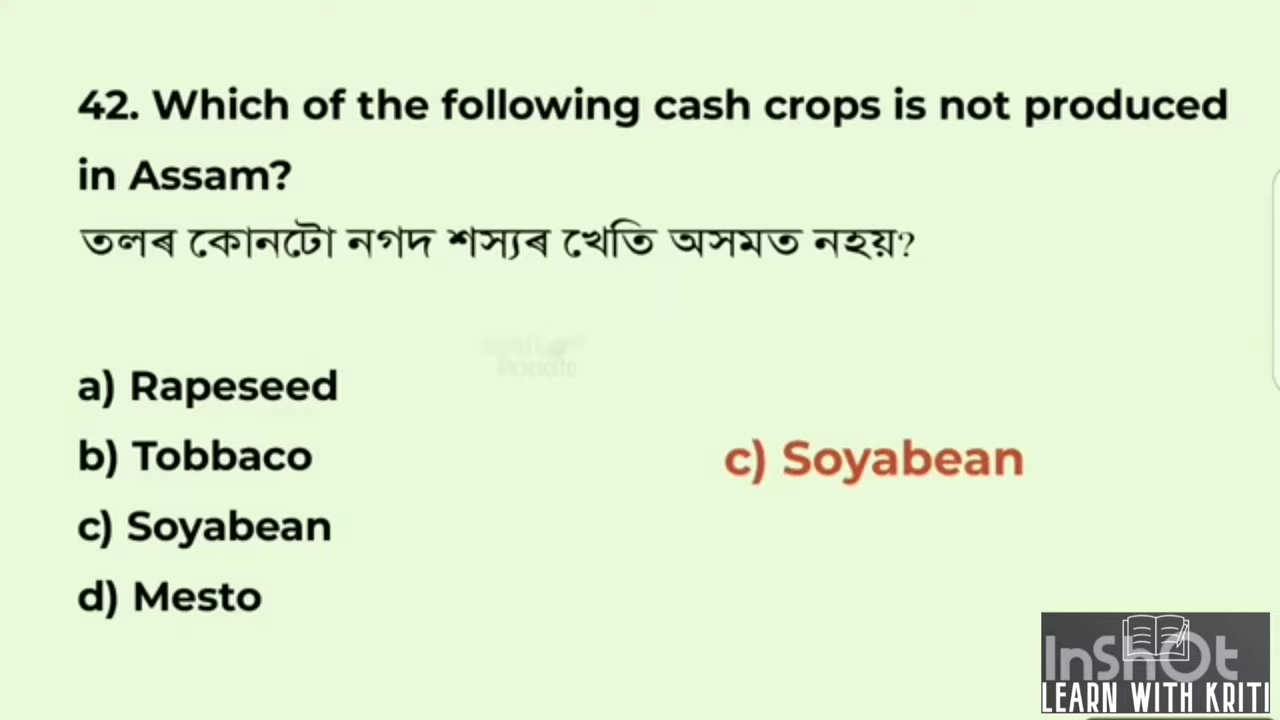 42. Which of the following cash crops is not produced
in Assam?
তলৰ কোনটো নগদ শস্যৰ খেতি অসমত নহয়?
a) Rapeseed
b) Tobbaco
c) Soyabean
c) Soyabean
d) Mesto
InShOt
LEARN WITH KRITI